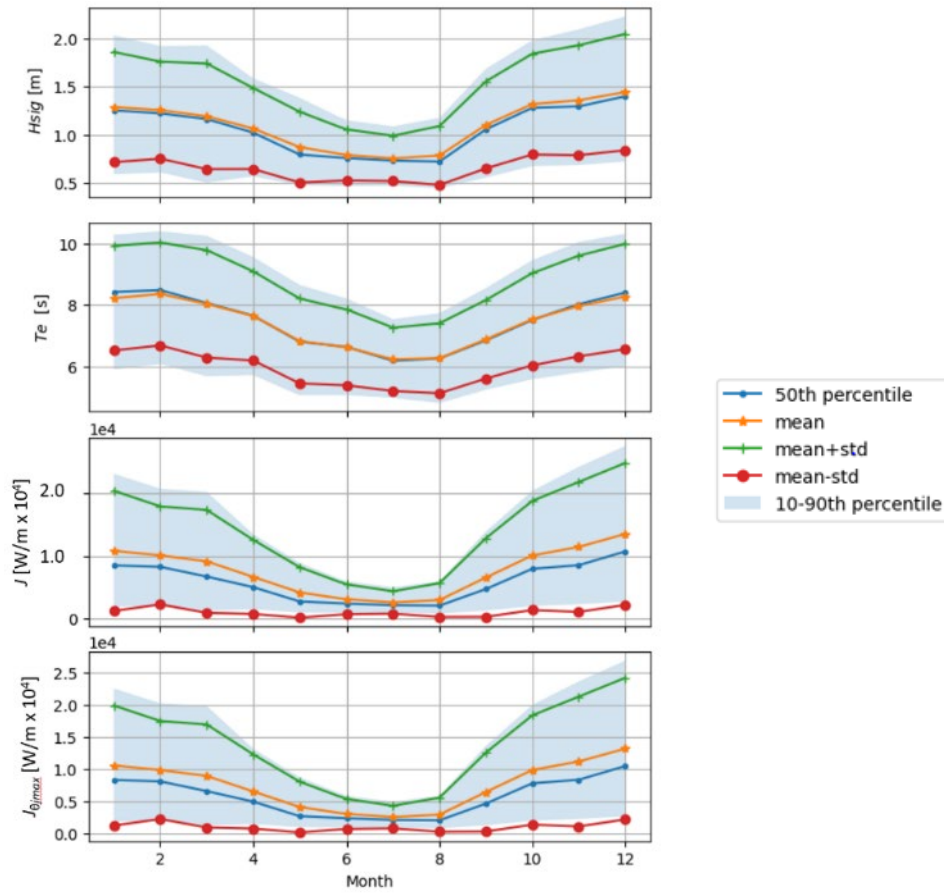 2.0
1.5
1.0
0.5
Hsig [m]
10
8
6
Te [s]
1e4
2.0
1.0
0
J [W/m x 10⁴]
1e4
2.5
2.0
1.5
1.0
0.5
0.0
J_θjmax [W/m x 10⁴]
2 4 6 8 10 12
Month
50th percentile
mean
mean+std
mean-std
10-90th percentile